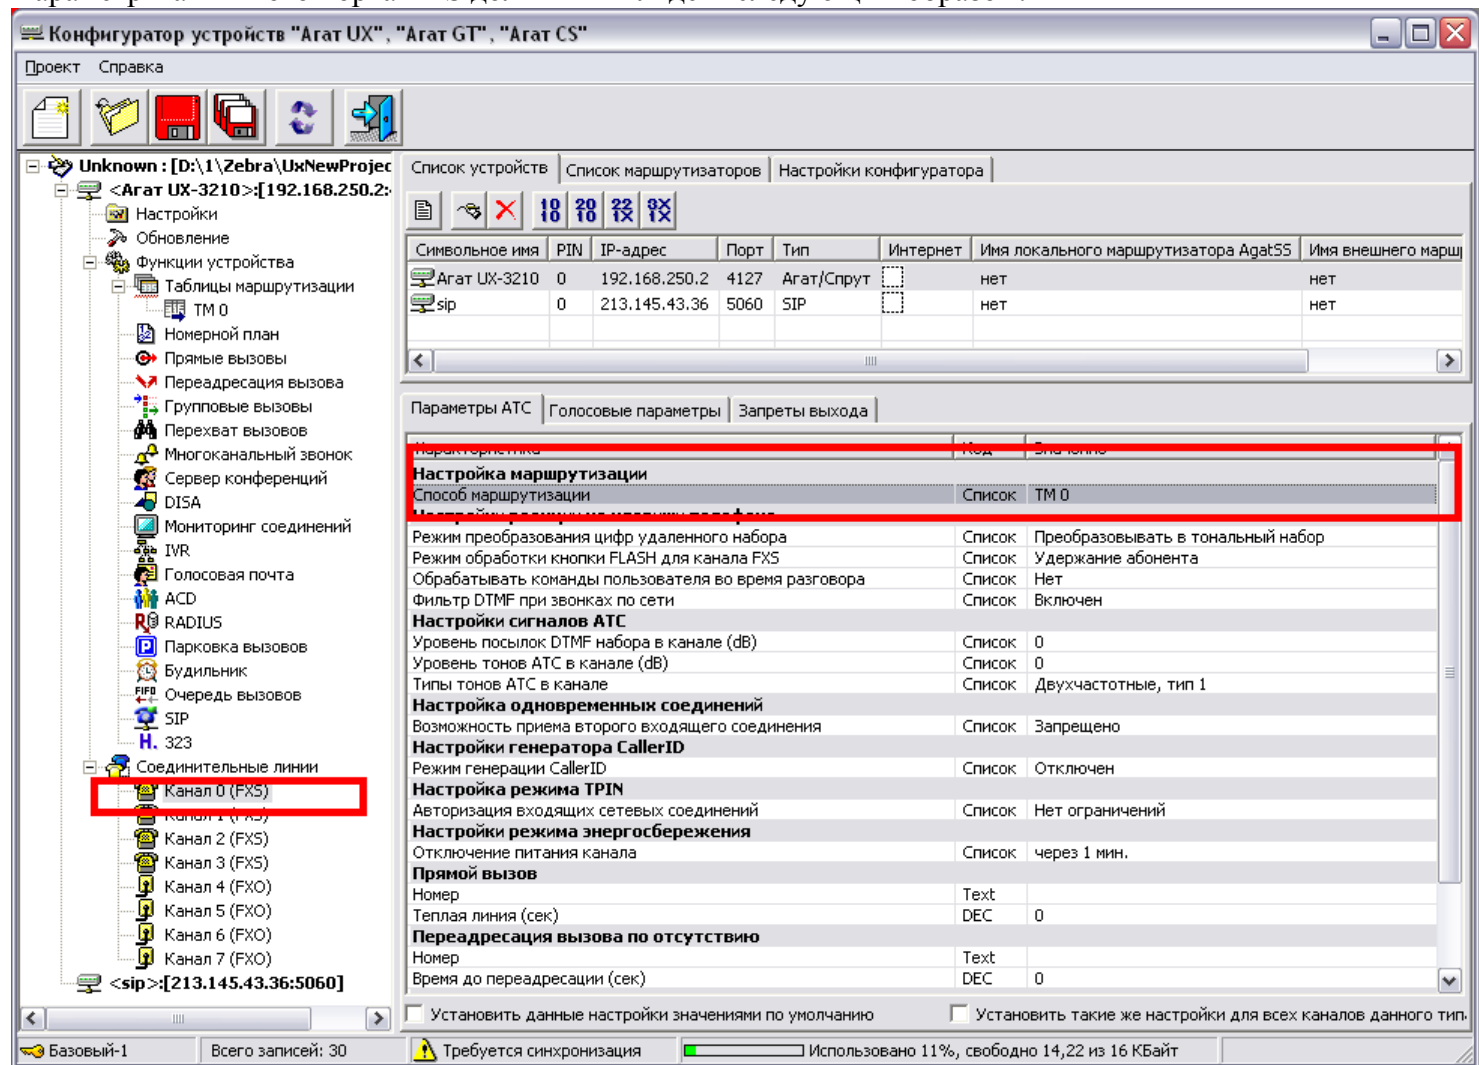 Конфигуратор устройств "Агат UX", "Агат GT", "Агат CS"
Проект Справка
Unknown : [D:\1\Zebra\UxNewProjec
<Агат UX-3210>:[192.168.250.2:
Настройки
Обновление
Функции устройства
Таблицы маршрутизации
TM 0
Номерной план
Прямые вызовы
Переадресация вызова
Групповые вызовы
Перехват вызовов
Многоканальный звонок
Сервер конференций
DISA
Мониторинг соединений
IVR
Голосовая почта
ACD
RADIUS
Парковка вызовов
Будильник
FIFO Очередь вызовов
SIP
H. 323
Соединительные линии
Канал 0 (FXS)
Канал 1 (FXS)
Канал 2 (FXS)
Канал 3 (FXS)
Канал 4 (FXO)
Канал 5 (FXO)
Канал 6 (FXO)
Канал 7 (FXO)
<sip>:[213.145.43.36:5060]
Список устройств Список маршрутизаторов Настройки конфигуратора
Символьное имя PIN IP-адрес Порт Тип Интернет Имя локального маршрутизатора AgatSS Имя внешнего марш
Агат UX-3210 0 192.168.250.2 4127 Агат/Спрут нет нет
sip 0 213.145.43.36 5060 SIP нет нет
Параметры АТС Голосовые параметры Запреты выхода
Настройка маршрутизации
Способ маршрутизации Список TM 0
Режим преобразования цифр удаленного набора Список Преобразовывать в тональный набор
Режим обработки кнопки FLASH для канала FXS Список Удержание абонента
Обрабатывать команды пользователя во время разговора Список Нет
Фильтр DTMF при звонках по сети Список Включен
Настройки сигналов АТС
Уровень посылок DTMF набора в канале (dB) Список 0
Уровень тонов АТС в канале (dB) Список 0
Типы тонов АТС в канале Список Двухчастотные, тип 1
Настройка одновременных соединений
Возможность приема второго входящего соединения Список Запрещено
Настройки генератора CallerID
Режим генерации CallerID Список Отключен
Настройка режима TPIN
Авторизация входящих сетевых соединений Список Нет ограничений
Настройки режима энергосбережения
Отключение питания канала Список через 1 мин.
Прямой вызов
Номер Text
Теплая линия (сек) DEC 0
Переадресация вызова по отсутствию
Номер Text
Время до переадресации (сек) DEC 0
Установить данные настройки значениями по умолчанию Установить такие же настройки для всех каналов данного тип
Базовый-1 Всего записей: 30 Требуется синхронизация Использовано 11%, свободно 14,22 из 16 КБайт